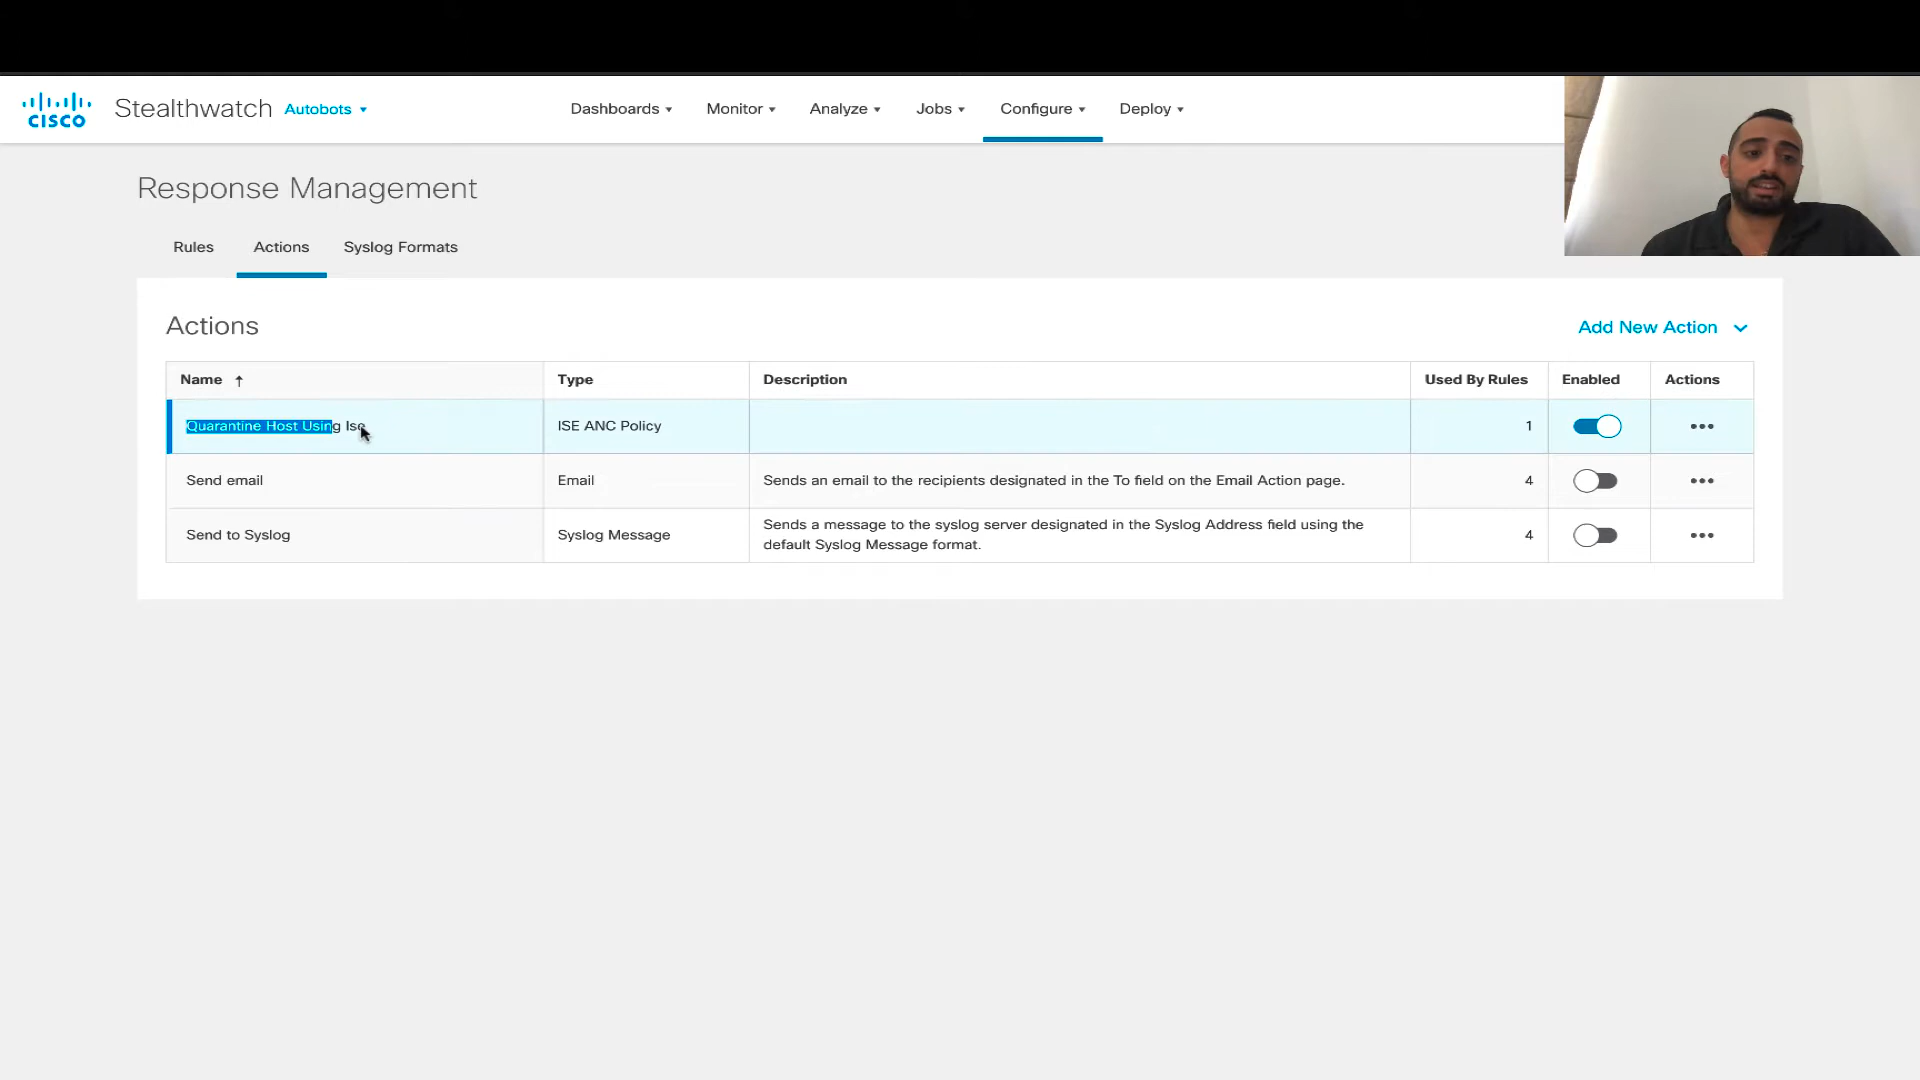 CISCO Stealthwatch Autobots Dashboards Monitor Analyze Jobs Configure Deploy
Response Management
Rules Actions Syslog Formats
Actions Add New Action
Name Type Description Used By Rules Enabled Actions
Quarantine Host Using Ise ISE ANC Policy 1
Send email Email Sends an email to the recipients designated in the To field on the Email Action page. 4
Send to Syslog Syslog Message Sends a message to the syslog server designated in the Syslog Address field using the
default Syslog Message format. 4